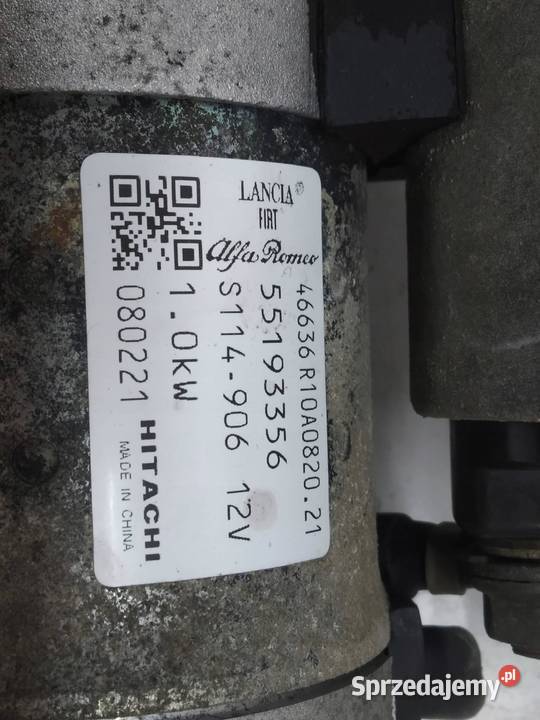 LANCIA®
FIAT
Alfa Romeo
46636 R10A0820.21
55193356
S114-906 12V
1.0kW
080221 HITACHI
MADE IN CHINA
Sprzedajemy.pl